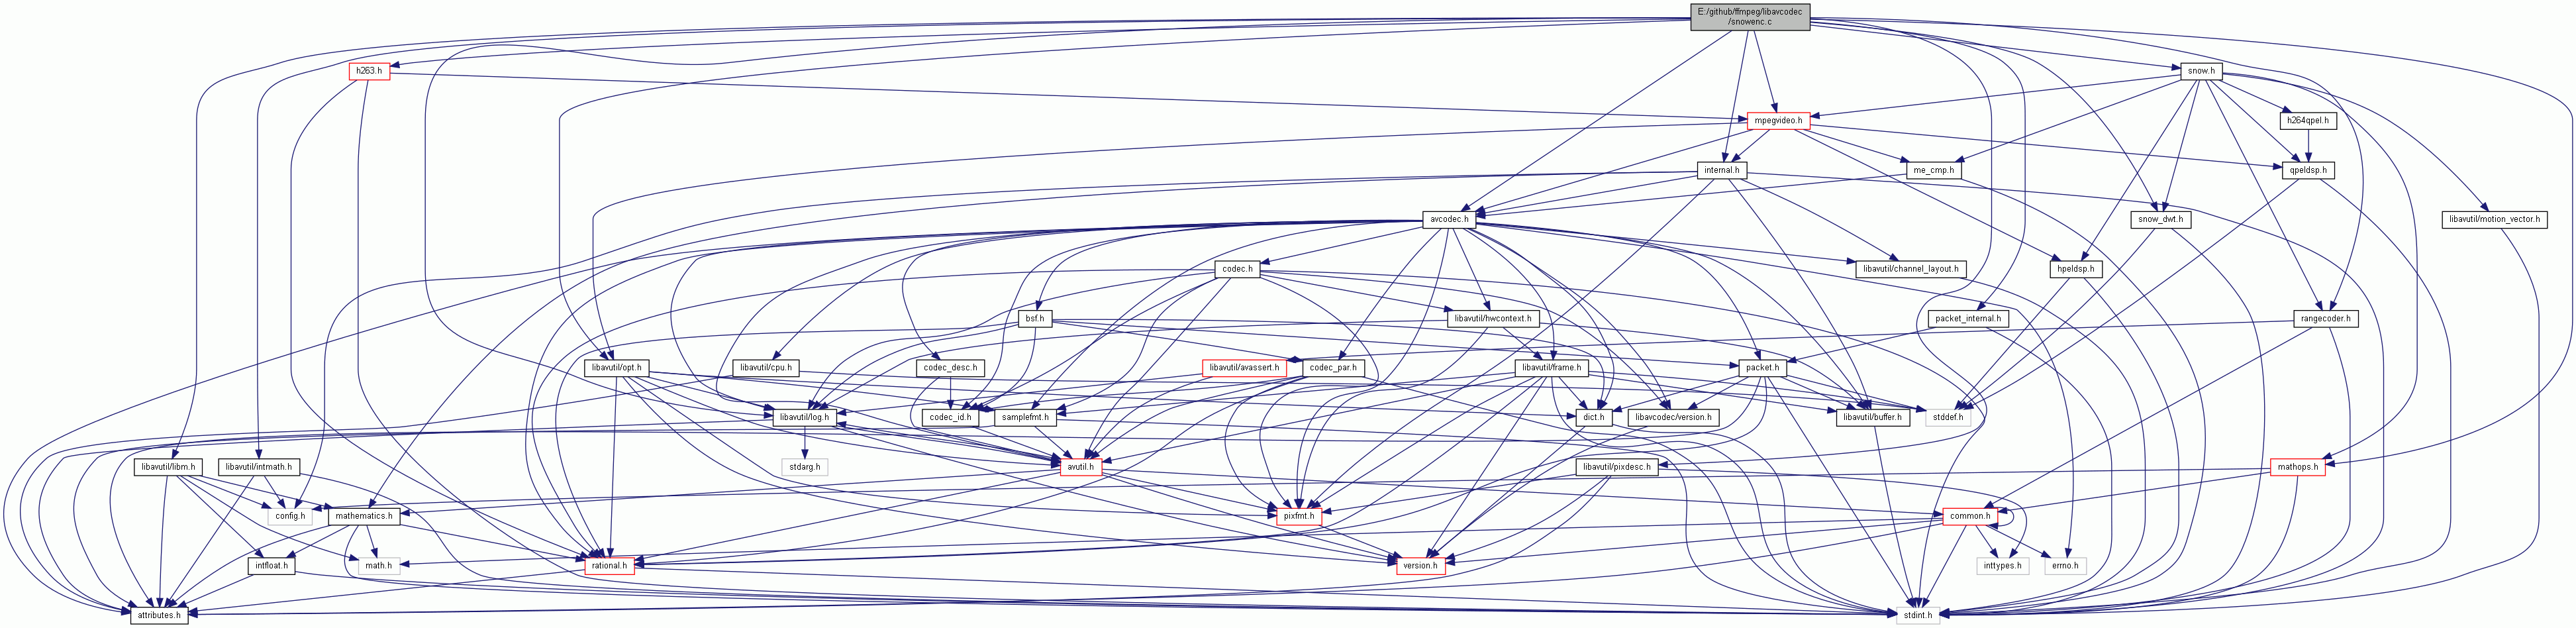 E:/github/ffmpeg/libavcodec
/snowenc.c
h263.h
snow.h
mpegvideo.h
h264qpel.h
internal.h
me_cmp.h
qpeldsp.h
avcodec.h
snow_dwt.h
libavutil/motion_vector.h
codec.h
libavutil/channel_layout.h
hpeldsp.h
bsf.h
libavutil/hwcontext.h
packet_internal.h
rangecoder.h
libavutil/opt.h
libavutil/cpu.h
codec_desc.h
libavutil/avassert.h
codec_par.h
libavutil/frame.h
packet.h
libavutil/log.h
codec_id.h
samplefmt.h
dict.h
libavcodec/version.h
libavutil/buffer.h
stddef.h
libavutil/libm.h
libavutil/intmath.h
stdarg.h
avutil.h
libavutil/pixdesc.h
mathops.h
config.h
mathematics.h
pixfmt.h
common.h
intfloat.h
math.h
rational.h
version.h
inttypes.h
errno.h
attributes.h
stdint.h